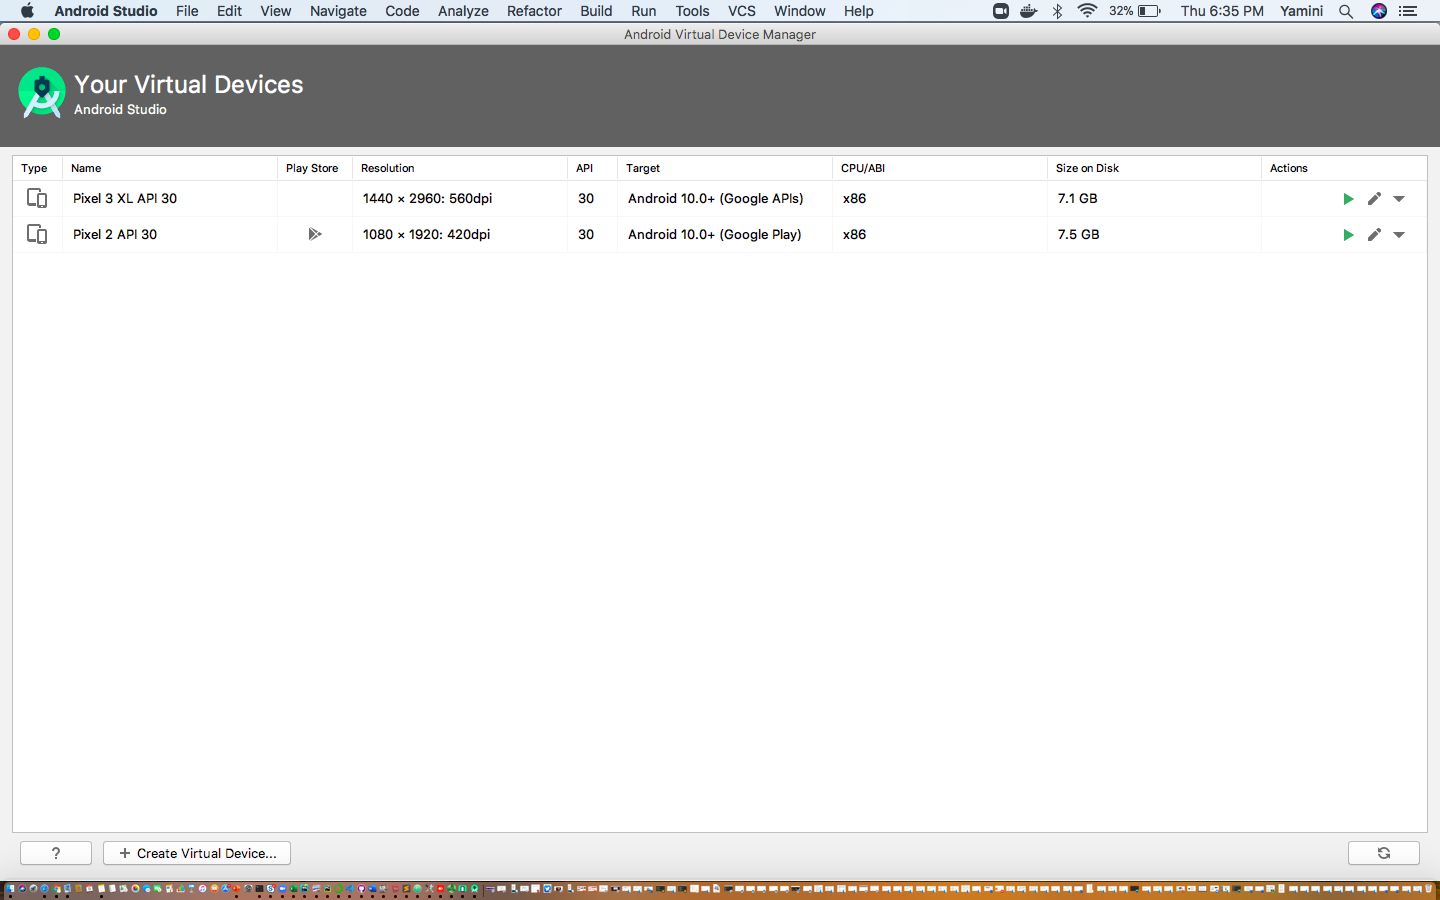 Android Studio File Edit View Navigate Code Analyze Refactor Build Run Tools VCS Window Help 32% Thu 6:35 PM Yamini
Android Virtual Device Manager
Your Virtual Devices
Android Studio
Type Name Play Store Resolution API Target CPU/ABI Size on Disk Actions
Pixel 3 XL API 30 1440 × 2960: 560dpi 30 Android 10.0+ (Google APIs) x86 7.1 GB
Pixel 2 API 30 1080 × 1920: 420dpi 30 Android 10.0+ (Google Play) x86 7.5 GB
? + Create Virtual Device...